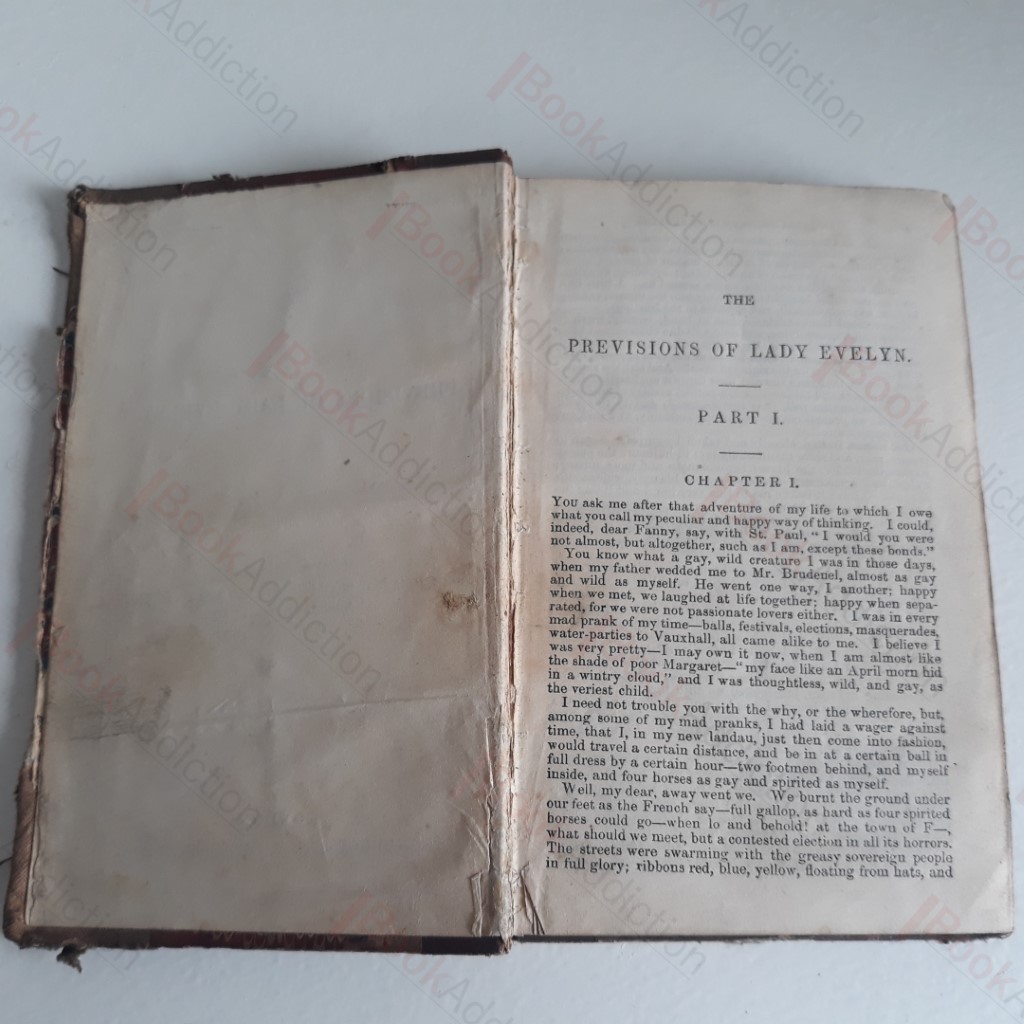 THE
PREVISIONS OF LADY EVELYN.
PART I.
CHAPTER I.
You ask me after that adventure of my life to which I owe
what you call my peculiar and happy way of thinking. I could,
indeed, dear Fanny, say, with St. Paul, "I would you were
not almost, but altogether, such as I am, except these bonds."
You know what a gay, wild creature I was in those days,
when my father wedded me to Mr. Brudenel, almost as gay
and wild as myself. He went one way, I another; happy
when we met, we laughed at life together; happy when sepa-
rated, for we were not passionate lovers either. I was in every
mad prank of my time—balls, festivals, elections, masquerades,
water-parties to Vauxhall, all came alike to me. I believe I
was very pretty—I may own it now, when I am almost like
the shade of poor Margaret—"my face like an April morn hid
in a wintry cloud," and I was thoughtless, wild, and gay, as
the veriest child.
I need not trouble you with the why, or the wherefore, but,
among some of my mad pranks, I had laid a wager against
time, that I, in my new landau, just then come into fashion,
would travel a certain distance, and be in at a certain ball in
full dress by a certain hour—two footmen behind, and myself
inside, and four horses as gay and spirited as myself.
Well, my dear, away went we. We burnt the ground under
our feet as the French say—full gallop, as hard as four spirited
horses could go—when lo and behold! at the town of F—,
what should we meet, but a contested election in all its horrors.
The streets were swarming with the greasy sovereign people
in full glory; ribbons red, blue, yellow, floating from hats, and
BookAddiction
BookAddiction
BookAddiction
BookAddiction
BookAddiction
BookAddiction
BookAddiction
BookAddiction